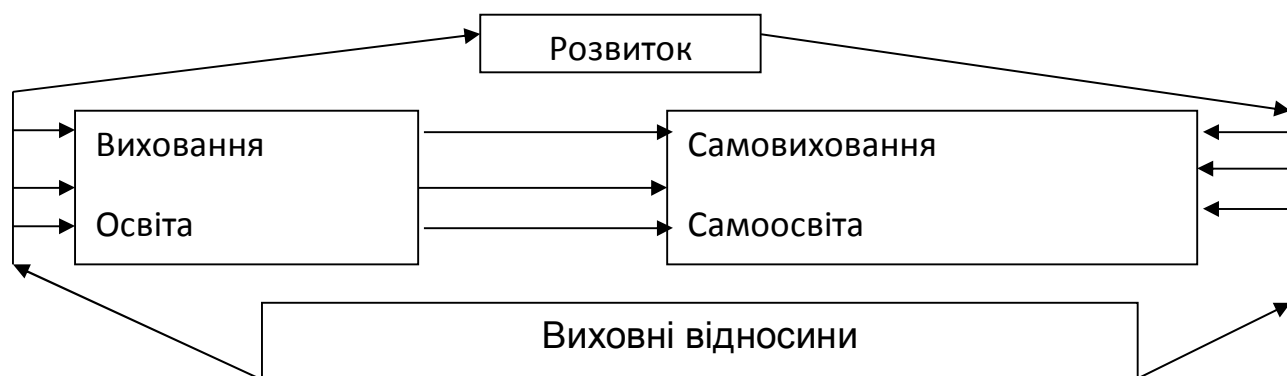 Розвиток
Виховання
Освіта
Самовиховання
Самоосвіта
Виховні відносини